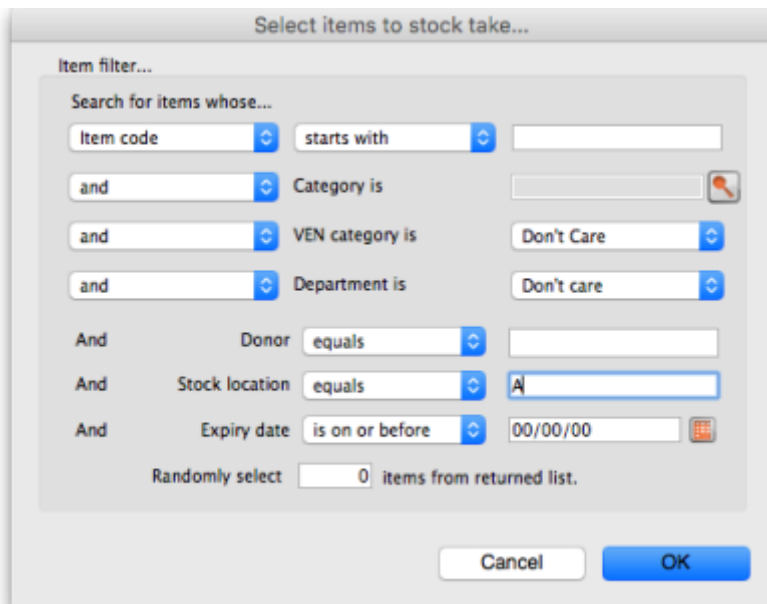 Select items to stock take...
Item filter...
Search for items whose...
Item code starts with
and Category is
and VEN category is Don't Care
and Department is Don't care
And Donor equals
And Stock location equals A
And Expiry date is on or before 00/00/00
Randomly select 0 items from returned list.
Cancel OK